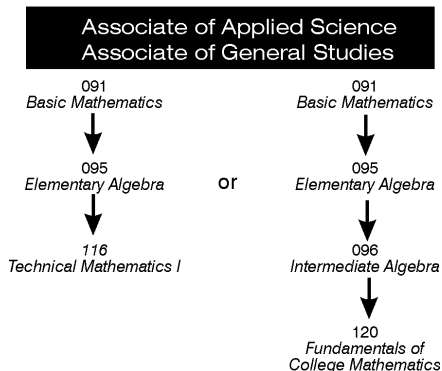 Associate of Applied Science
Associate of General Studies
091
Basic Mathematics
095
Elementary Algebra
116
Technical Mathematics I
or
091
Basic Mathematics
095
Elementary Algebra
096
Intermediate Algebra
120
Fundamentals of
College Mathematics